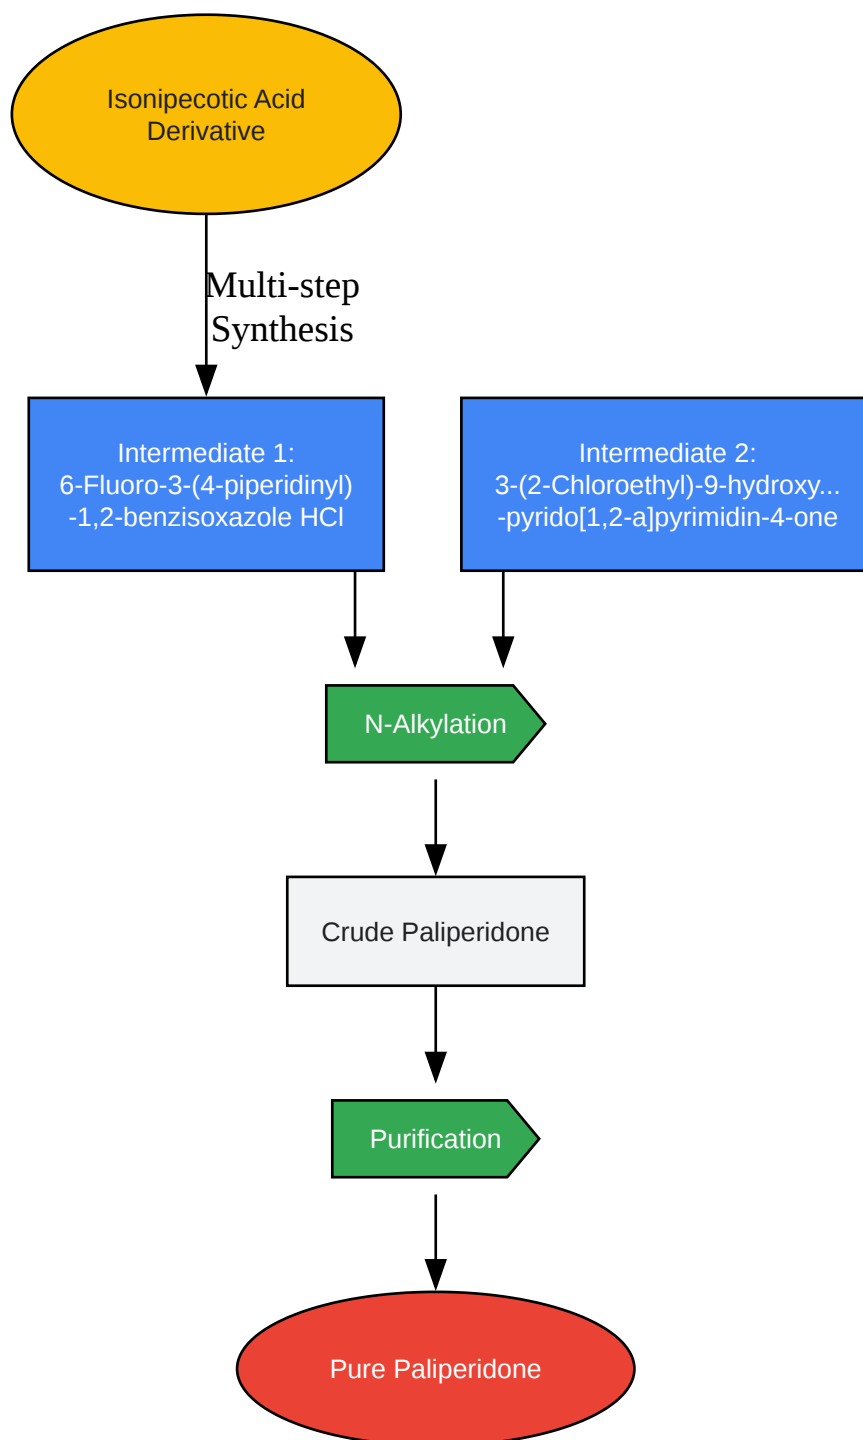 Isonipecotic Acid
Derivative
Multi-step
Synthesis
Intermediate 1:
6-Fluoro-3-(4-piperidinyl)
-1,2-benzisoxazole HCl
Intermediate 2:
3-(2-Chloroethyl)-9-hydroxy...
-pyrido[1,2-a]pyrimidin-4-one
N-Alkylation
Crude Paliperidone
Purification
Pure Paliperidone